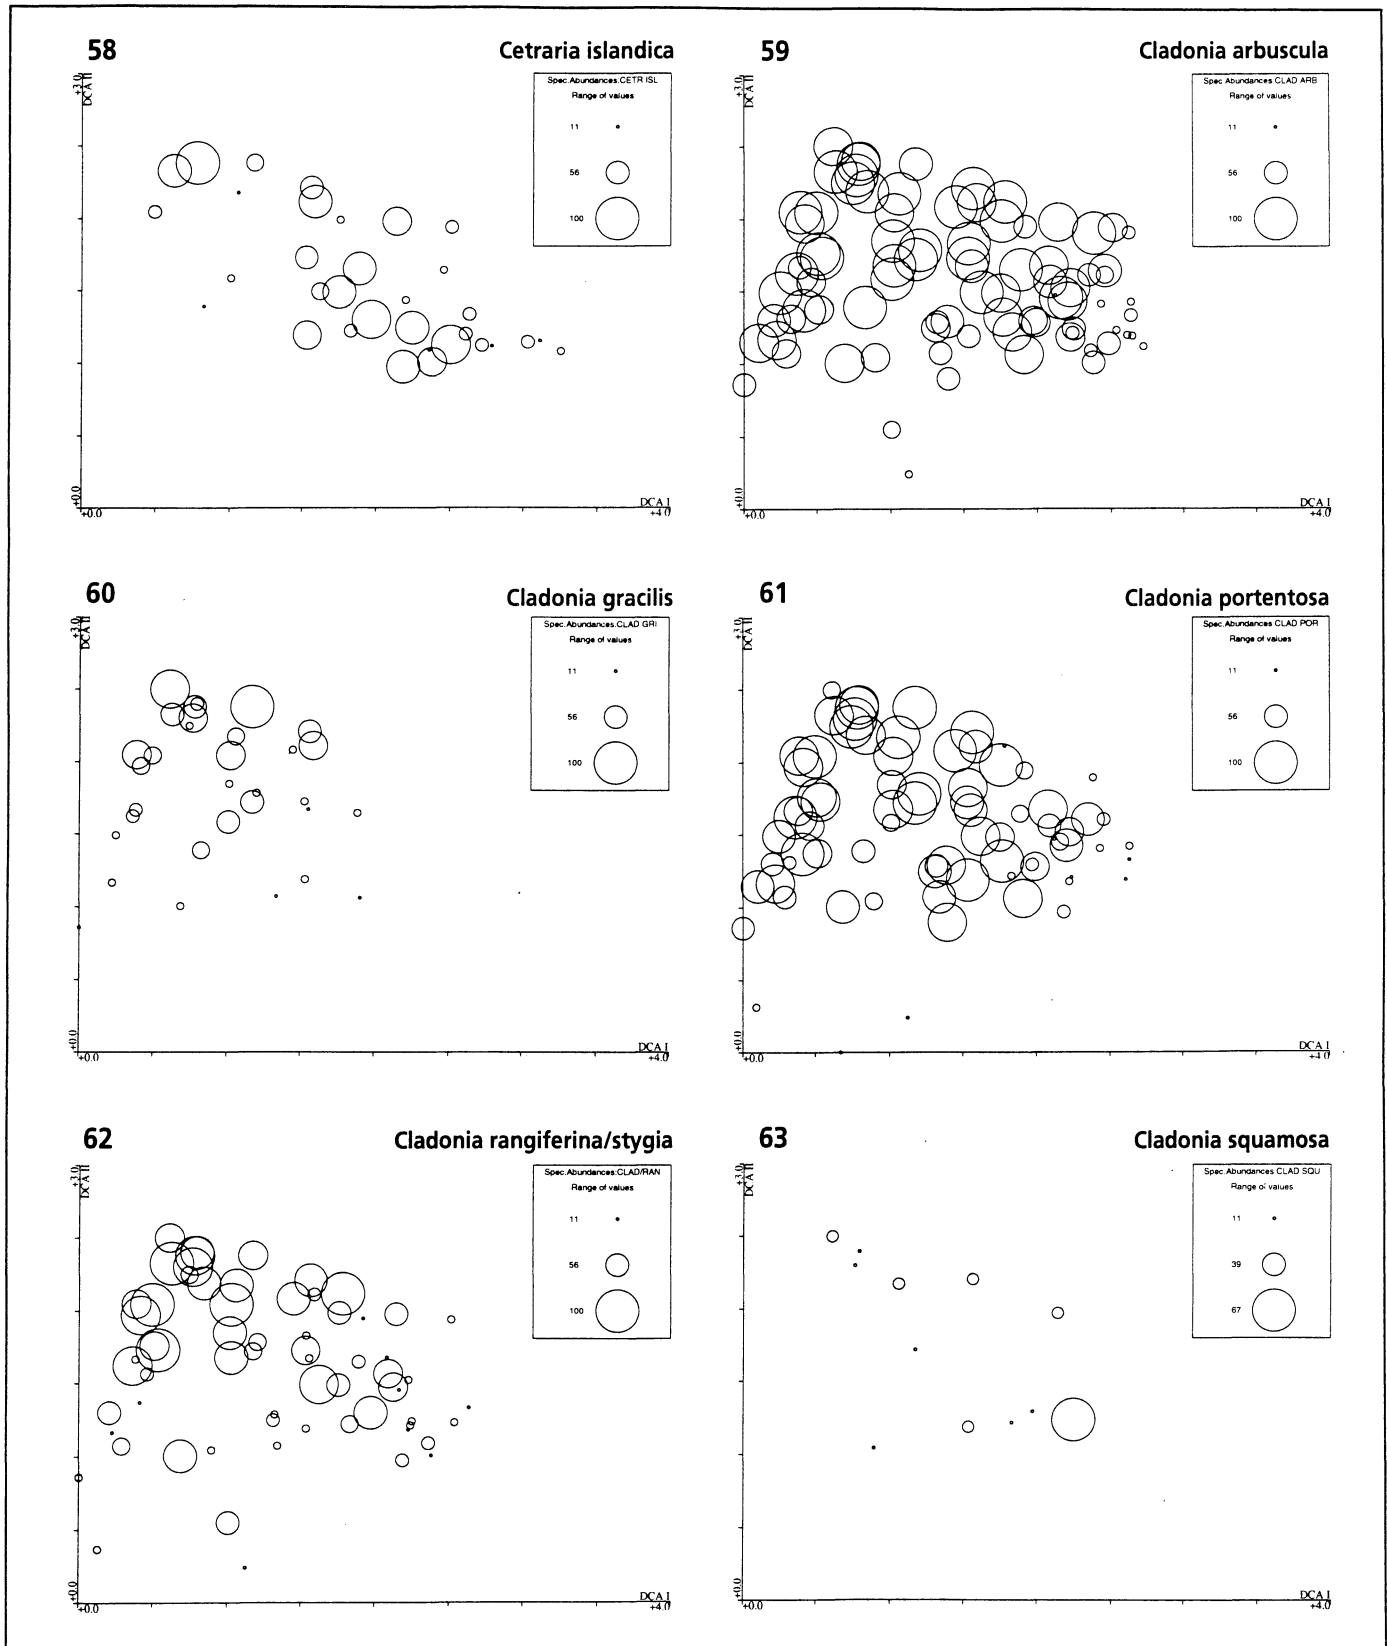 58
Cetraria islandica
+3.0
DCA II
Spec.Abundances:CETR ISL
Range of values
11
56
100
+0.0
+0.0
DCA I
+4.0
59
Cladonia arbuscula
+3.0
DCA II
Spec.Abundances CLAD ARB
Range of values
11
56
100
+0.0
+0.0
DCA I
+4.0
60
Cladonia gracilis
+3.0
DCA II
Spec.Abundances:CLAD GRI
Range of values
11
56
100
+0.0
+0.0
DCA I
+4.0
61
Cladonia portentosa
+3.0
DCA II
Spec.Abundances CLAD POR
Range of values
11
56
100
+0.0
+0.0
DCA I
+4.0
62
Cladonia rangiferina/stygia
+3.0
DCA II
Spec.Abundances:CLAD/RAN
Range of values
11
56
100
+0.0
+0.0
DCA I
+4.0
63
Cladonia squamosa
+3.0
DCA II
Spec.Abundances CLAD SQU
Range of values
11
39
67
+0.0
+0.0
DCA I
+4.0